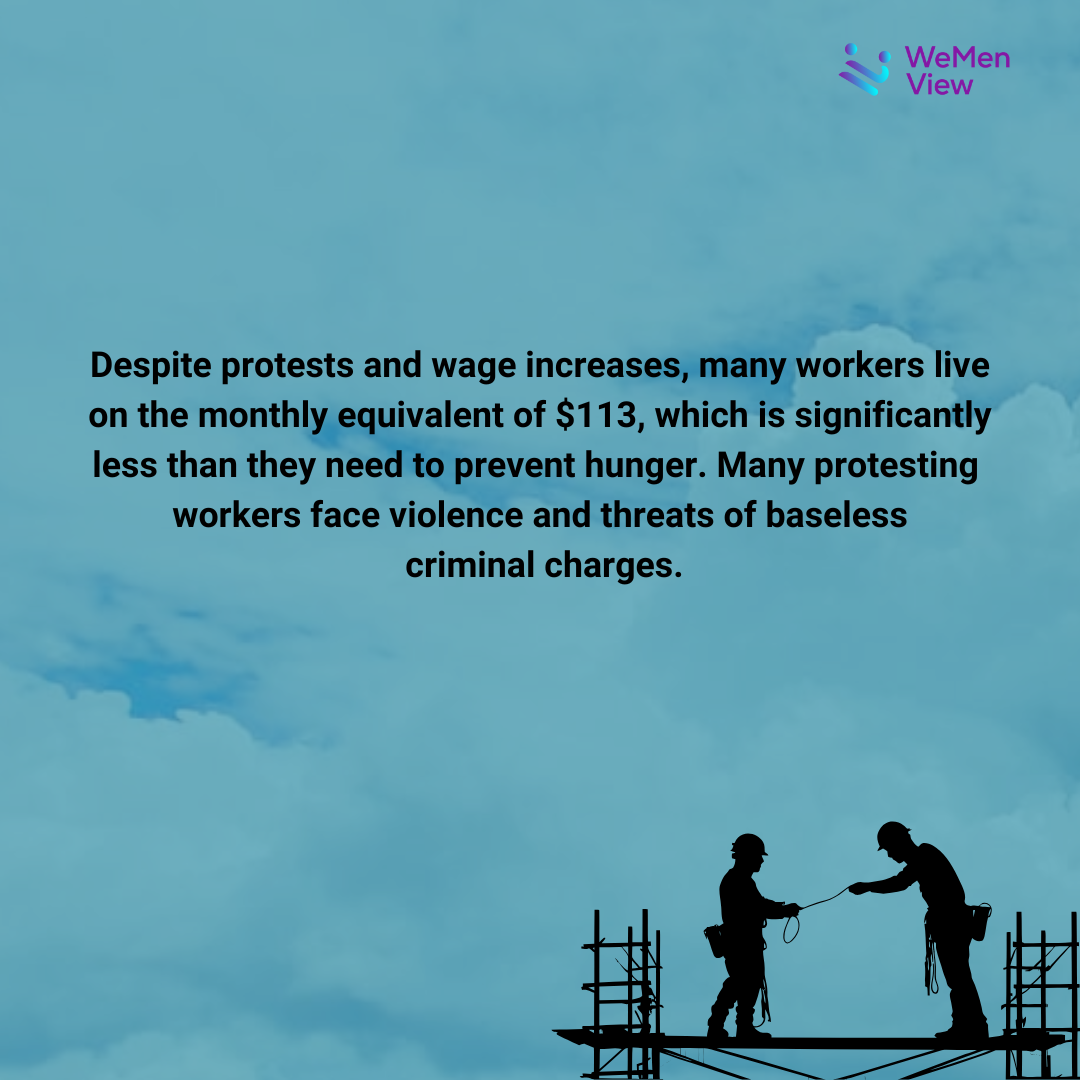 WeMen
View
Despite protests and wage increases, many workers live
on the monthly equivalent of $113, which is significantly
less than they need to prevent hunger. Many protesting
workers face violence and threats of baseless
criminal charges.